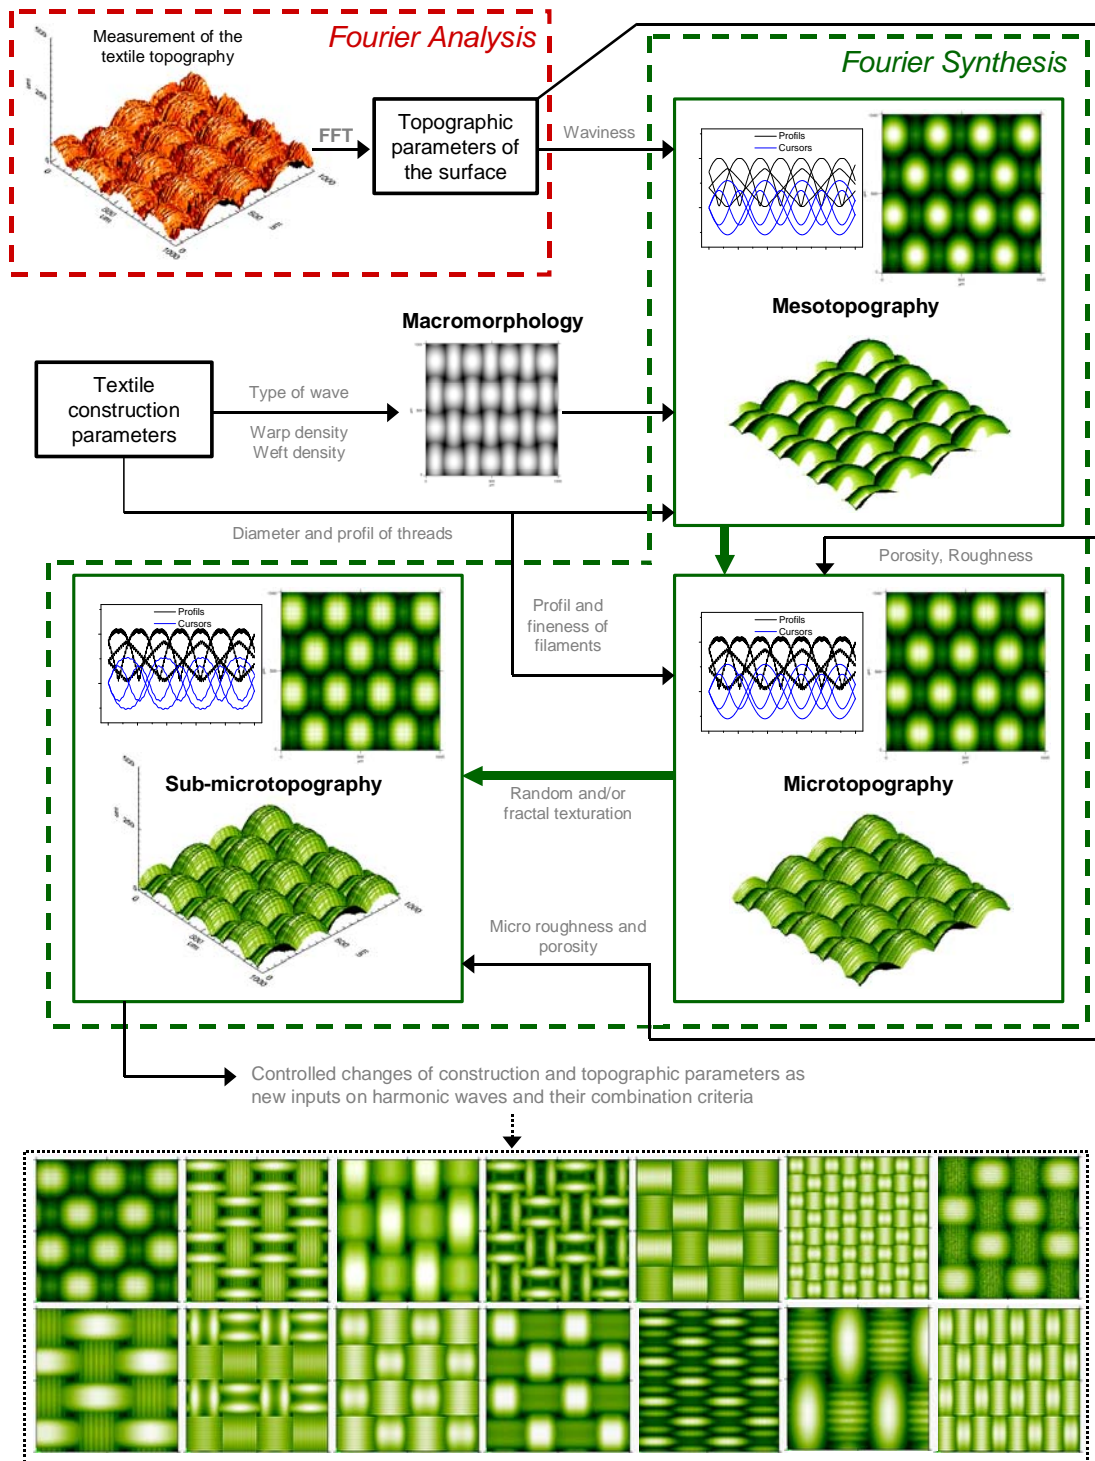 Measurement of the
textile topography
Fourier Analysis
Fourier Synthesis
FFT
Topographic
parameters of
the surface
Waviness
Profils
Cursors
Mesotopography
Macromorphology
Textile
construction
parameters
Type of wave
Warp density
Weft density
Diameter and profil of threads
Porosity, Roughness
Profil and
fineness of
filaments
Profils
Cursors
Profils
Cursors
Sub-microtopography
Microtopography
Random and/or
fractal texturation
Micro roughness and
porosity
Controlled changes of construction and topographic parameters as
new inputs on harmonic waves and their combination criteria